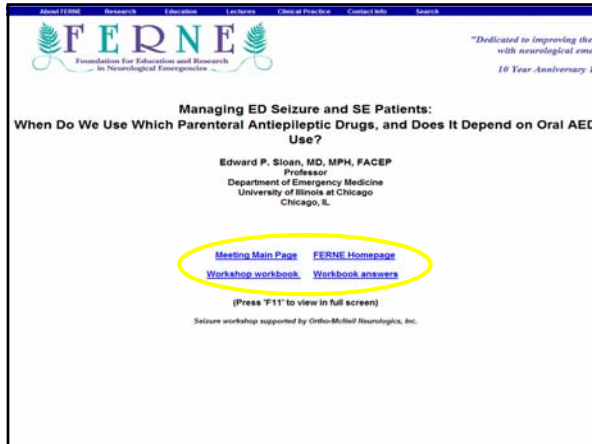 About FERNE Research Education Lectures Clinical Practice Contact Info Search
FERNE
Foundation for Education and Research
in Neurological Emergencies
"Dedicated to improving the
with neurological eme
10 Year Anniversary 1
Managing ED Seizure and SE Patients:
When Do We Use Which Parenteral Antiepileptic Drugs, and Does It Depend on Oral AED
Use?
Edward P. Sloan, MD, MPH, FACEP
Professor
Department of Emergency Medicine
University of Illinois at Chicago
Chicago, IL
Meeting Main Page FERNE Homepage
Workshop workbook Workbook answers
(Press 'F11' to view in full screen)
Seizure workshop supported by Ortho-McNeil Neurologics, Inc.